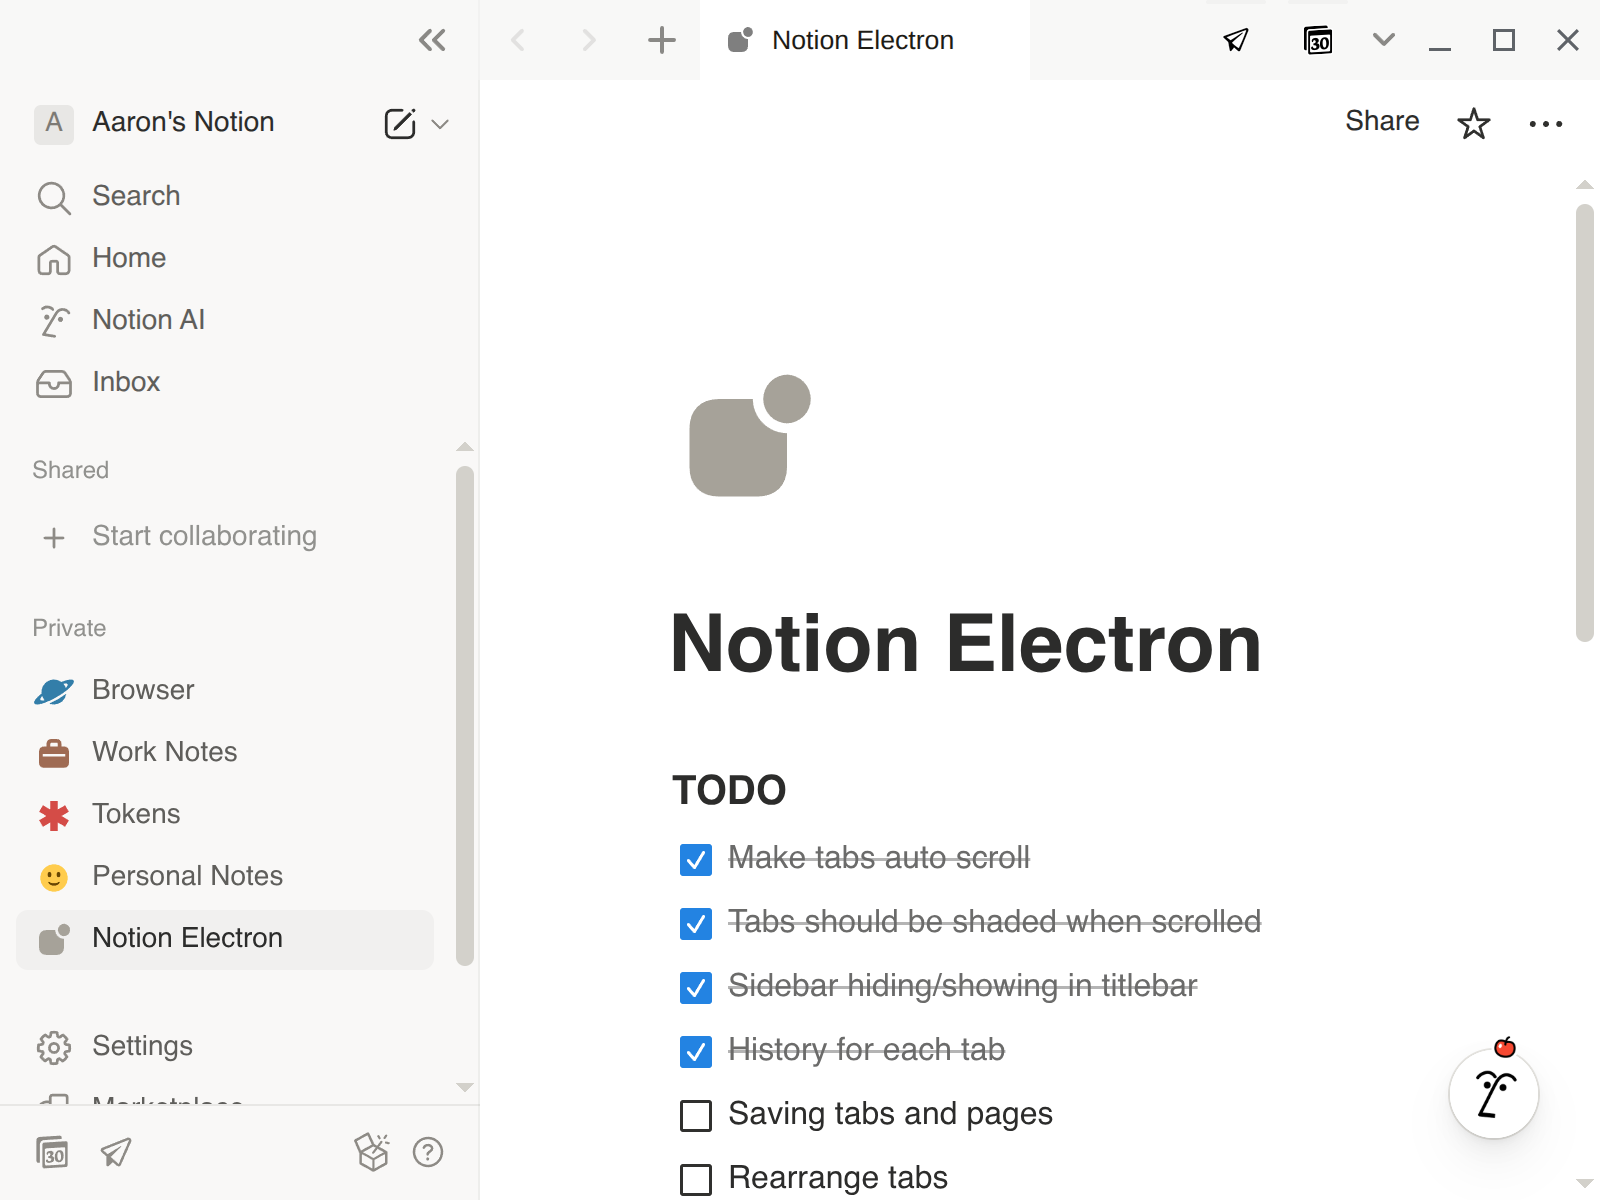 Notion Electron
30
A
Aaron's Notion
Share
Search
Home
Notion AI
Inbox
Shared
Start collaborating
Private
Browser
Work Notes
Tokens
Personal Notes
Notion Electron
Settings
Marketplace
30
Notion Electron
TODO
Make tabs auto scroll
Tabs should be shaded when scrolled
Sidebar hiding/showing in titlebar
History for each tab
Saving tabs and pages
Rearrange tabs